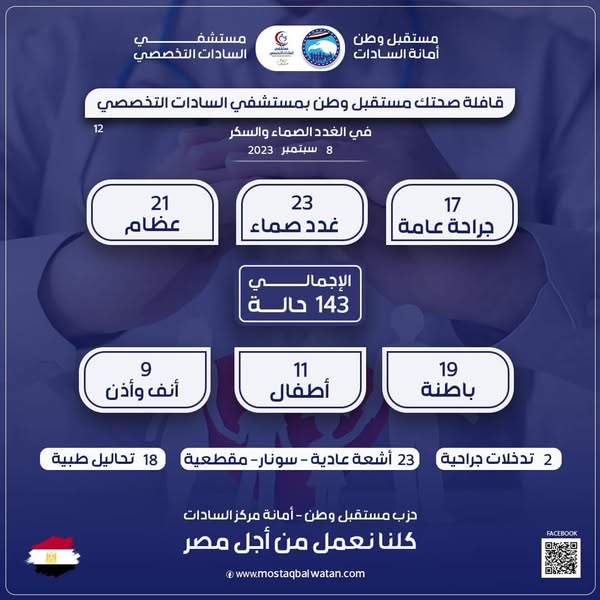 مستقبل وطن
أمانة السادات
مستشفي
السادات التخصصي
قافلة صحتك مستقبل وطن بمستشفي السادات التخصصي
في الغدد الصماء والسكر
12
8 سبتمبر 2023
17
جراحة عامة
23
غدد صماء
21
عظام
الإجمالي
143 حالة
19
باطنة
11
أطفال
9
أنف وأذن
2 تدخلات جراحية
23 أشعة عادية - سونار - مقطعية
18 تحاليل طبية
حزب مستقبل وطن - أمانة مركز السادات
كلنا نعمل من أجل مصر
www.mostaqbalwatan.com
FACEBOOK